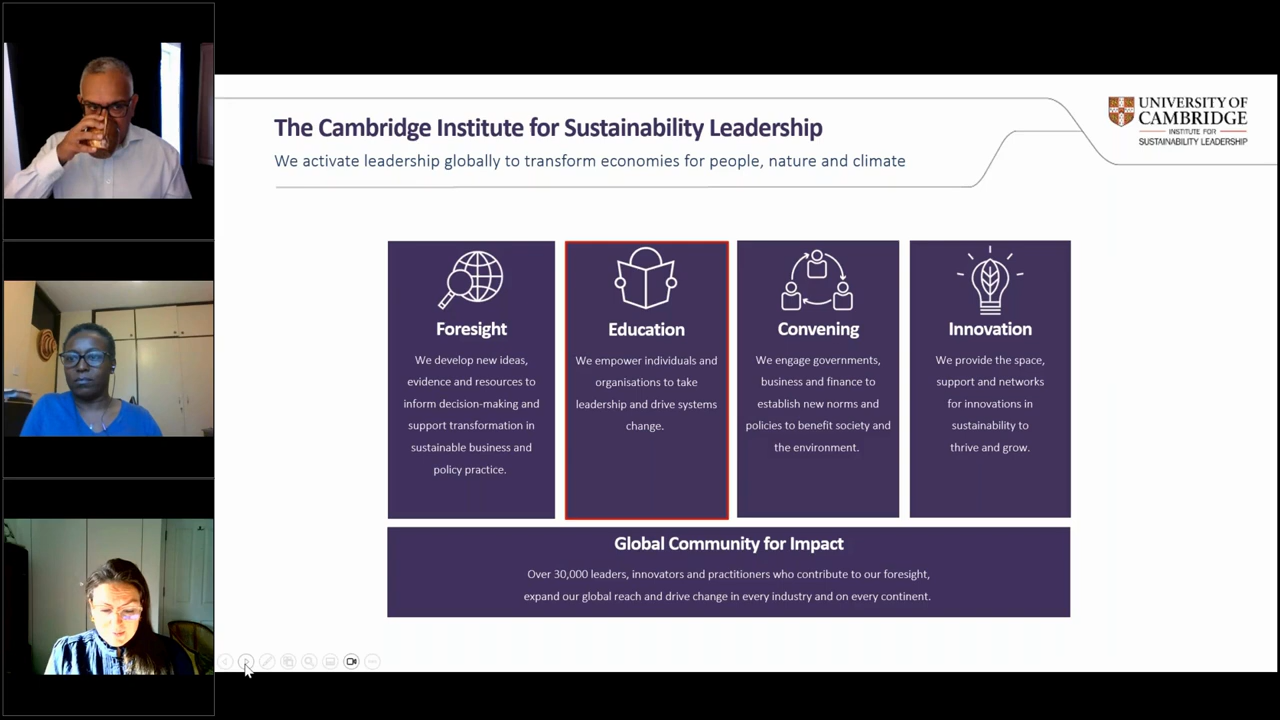 The Cambridge Institute for Sustainability Leadership
We activate leadership globally to transform economies for people, nature and climate
UNIVERSITY OF
CAMBRIDGE
INSTITUTE FOR
SUSTAINABILITY LEADERSHIP
Foresight
We develop new ideas,
evidence and resources to
inform decision-making and
support transformation in
sustainable business and
policy practice.
Education
We empower individuals and
organisations to take
leadership and drive systems
change.
Convening
We engage governments,
business and finance to
establish new norms and
policies to benefit society and
the environment.
Innovation
We provide the space,
support and networks
for innovations in
sustainability to
thrive and grow.
Global Community for Impact
Over 30,000 leaders, innovators and practitioners who contribute to our foresight,
expand our global reach and drive change in every industry and on every continent.